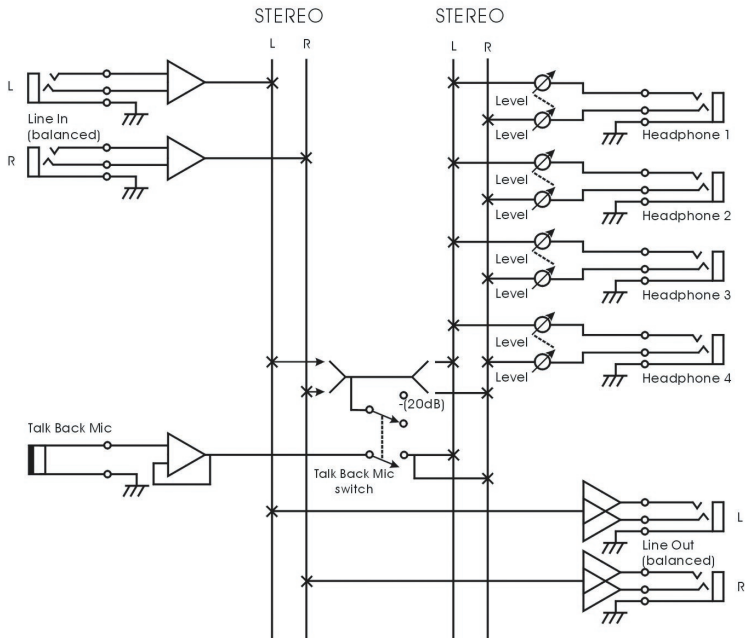 STEREO
STEREO
L
R
L
R
L
Line In
(balanced)
R
Level
Level
Headphone 1
Level
Level
Headphone 2
Level
Level
Headphone 3
Level
Level
Headphone 4
-(20dB)
Talk Back Mic
Talk Back Mic
switch
L
Line Out
(balanced)
R